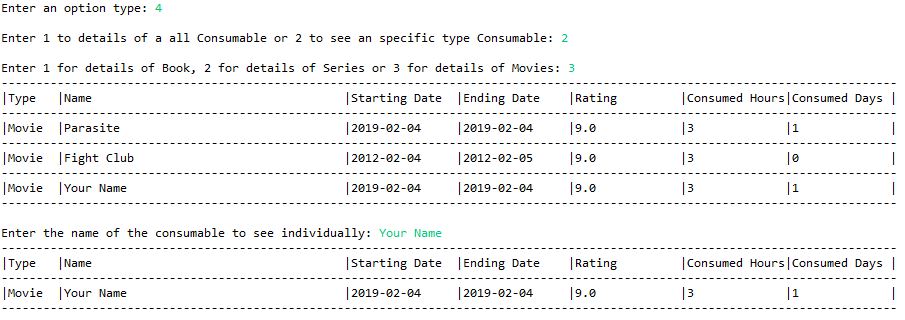 Enter an option type: 4
Enter 1 to details of a all Consumable or 2 to see an specific type Consumable: 2
Enter 1 for details of Book, 2 for details of Series or 3 for details of Movies: 3
|Type |Name |Starting Date |Ending Date |Rating |Consumed Hours|Consumed Days |
|Movie |Parasite |2019-02-04 |2019-02-04 |9.0 |3 |1 |
|Movie |Fight Club |2012-02-04 |2012-02-05 |9.0 |3 |0 |
|Movie |Your Name |2019-02-04 |2019-02-04 |9.0 |3 |1 |
Enter the name of the consumable to see individually: Your Name
|Type |Name |Starting Date |Ending Date |Rating |Consumed Hours|Consumed Days |
|Movie |Your Name |2019-02-04 |2019-02-04 |9.0 |3 |1 |